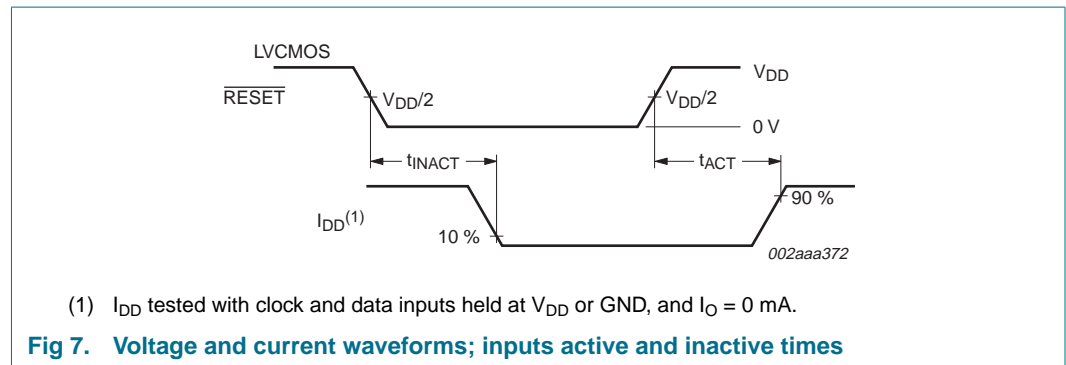 LVCMOS
RESET
VDD/2
VDD/2
VDD
0 V
tINACT
tACT
IDD(1)
10 %
90 %
002aaa372
(1) IDD tested with clock and data inputs held at VDD or GND, and IO = 0 mA.
Fig 7. Voltage and current waveforms; inputs active and inactive times